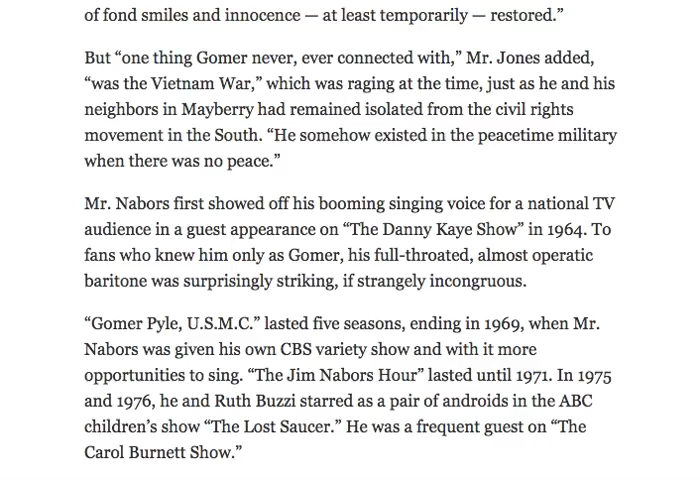 of fond smiles and innocence — at least temporarily — restored.”
But “one thing Gomer never, ever connected with,” Mr. Jones added,
“was the Vietnam War,” which was raging at the time, just as he and his
neighbors in Mayberry had remained isolated from the civil rights
movement in the South. “He somehow existed in the peacetime military
when there was no peace.”
Mr. Nabors first showed off his booming singing voice for a national TV
audience in a guest appearance on “The Danny Kaye Show” in 1964. To
fans who knew him only as Gomer, his full-throated, almost operatic
baritone was surprisingly striking, if strangely incongruous.
“Gomer Pyle, U.S.M.C.” lasted five seasons, ending in 1969, when Mr.
Nabors was given his own CBS variety show and with it more
opportunities to sing. “The Jim Nabors Hour” lasted until 1971. In 1975
and 1976, he and Ruth Buzzi starred as a pair of androids in the ABC
children’s show “The Lost Saucer.” He was a frequent guest on “The
Carol Burnett Show.”